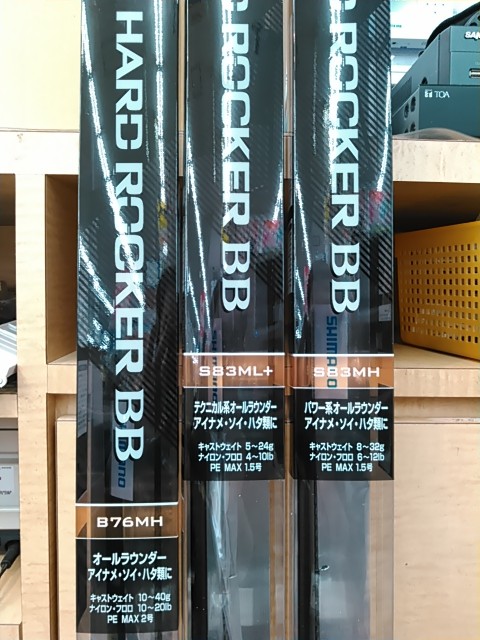 HARD ROCKER BB
B76MH
オールラウンダー
アイナメ・ソイ・ハタ類に
キャストウェイト 10~40g
ナイロン・フロロ 10~20lb
PE MAX 2号
ROCKER BB
S83ML+
テクニカル系オールラウンダー
アイナメ・ソイ・ハタ類に
キャストウェイト 5~24g
ナイロン・フロロ 4~10lb
PE MAX 1.5号
ROCKER BB
SHIMANO
S83MH
パワー系オールラウンダー
アイナメ・ソイ・ハタ類に
キャストウェイト 8~32g
ナイロン・フロロ 6~12lb
PE MAX 1.5号
TOA